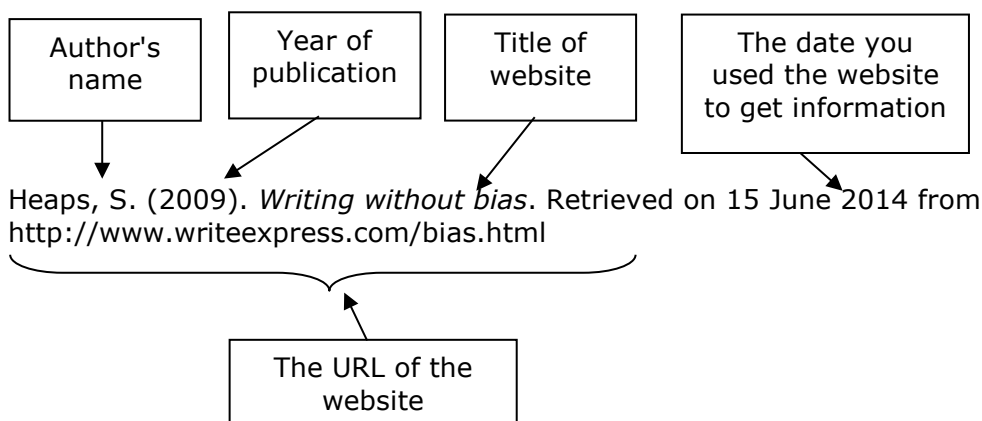 Author's
name
Year of
publication
Title of
website
The date you
used the website
to get information
Heaps, S. (2009). Writing without bias. Retrieved on 15 June 2014 from
http://www.writeexpress.com/bias.html
The URL of the
website